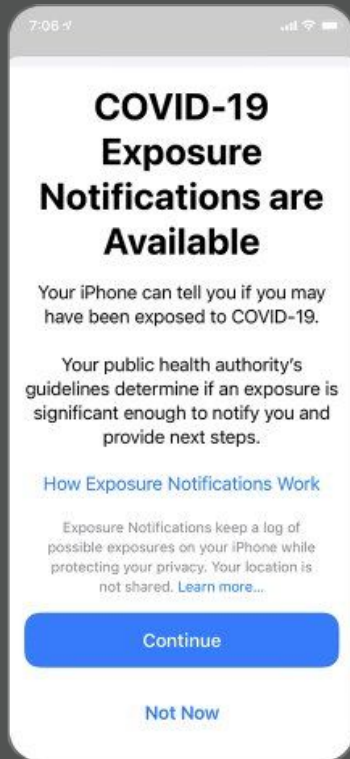 7:06
COVID-19
Exposure
Notifications are
Available
Your iPhone can tell you if you may
have been exposed to COVID-19.
Your public health authority's
guidelines determine if an exposure is
significant enough to notify you and
provide next steps.
How Exposure Notifications Work
Exposure Notifications keep a log of
possible exposures on your iPhone while
protecting your privacy. Your location is
not shared. Learn more...
Continue
Not Now